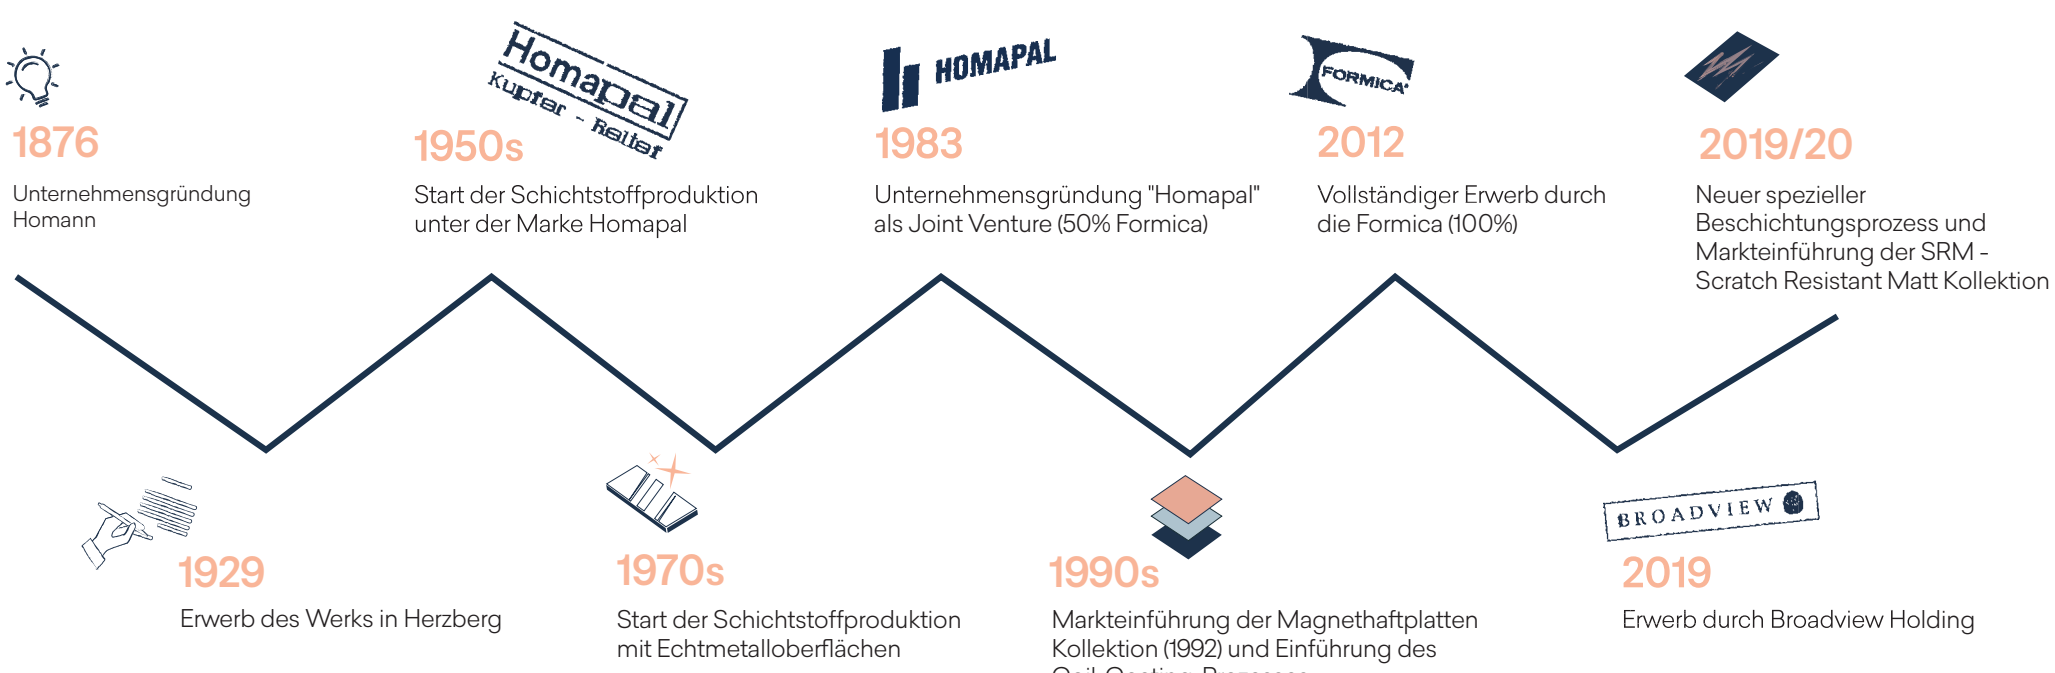 Homapal
Kupfer - Relief
HOMAPAL
FORMICA
1876
Unternehmensgründung
Homann
1950s
Start der Schichtstoffproduktion
unter der Marke Homapal
1983
Unternehmensgründung "Homapal"
als Joint Venture (50% Formica)
2012
Vollständiger Erwerb durch
die Formica (100%)
2019/20
Neuer spezieller
Beschichtungsprozess und
Markteinführung der SRM -
Scratch Resistant Matt Kollektion
1929
Erwerb des Werks in Herzberg
1970s
Start der Schichtstoffproduktion
mit Echtmetalloberflächen
1990s
Markteinführung der Magnethaftplatten
Kollektion (1992) und Einführung des
BROADVIEW
2019
Erwerb durch Broadview Holding